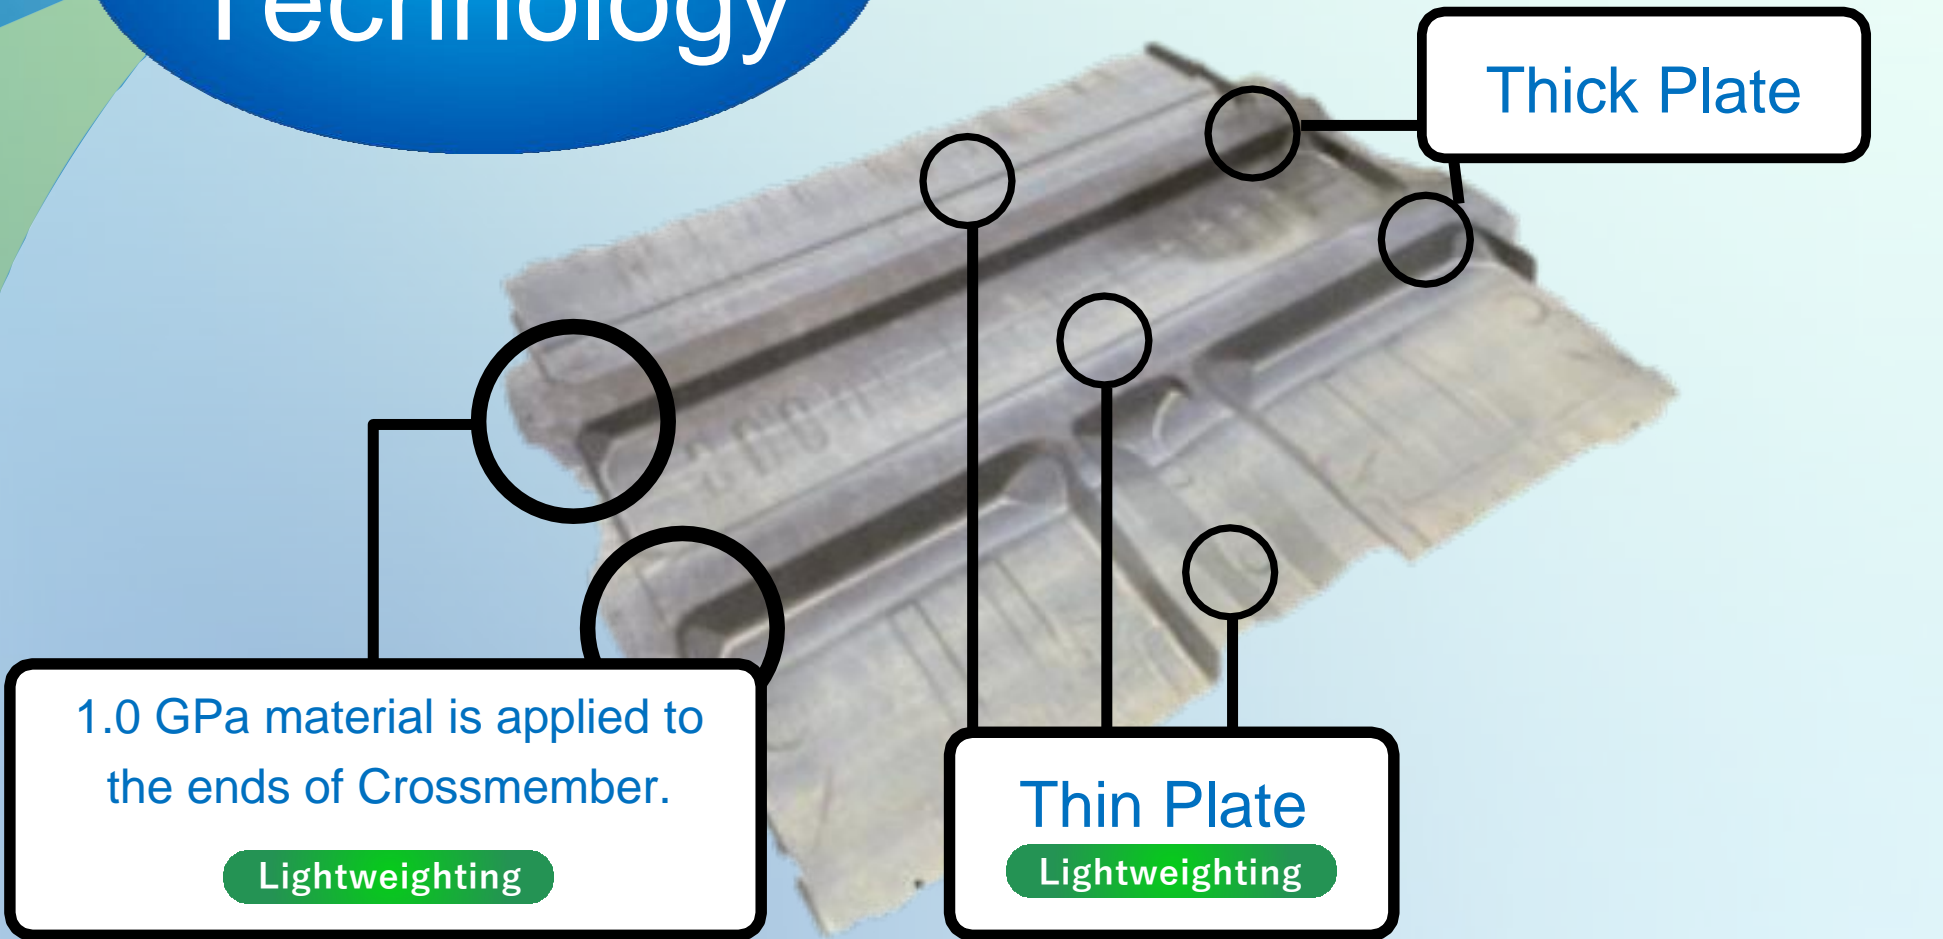 Technology
Thick Plate
1.0 GPa material is applied to
the ends of Crossmember.
Lightweighting
Thin Plate
Lightweighting